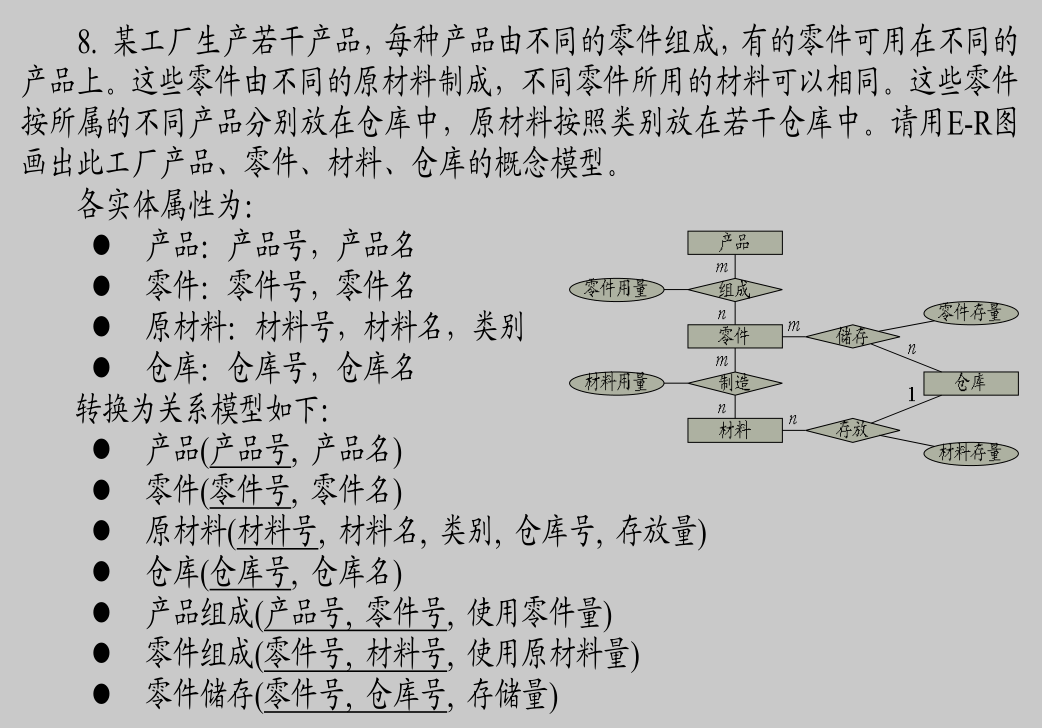 8. 某工厂生产若干产品，每种产品由不同的零件组成，有的零件可用在不同的
产品上。这些零件由不同的原材料制成，不同零件所用的材料可以相同。这些零件
按所属的不同产品分别放在仓库中，原材料按照类别放在若干仓库中。请用E-R图
画出此工厂产品、零件、材料、仓库的概念模型。
各实体属性为：
● 产品：产品号，产品名
● 零件：零件号，零件名
● 原材料：材料号，材料名，类别
● 仓库：仓库号，仓库名
转换为关系模型如下：
● 产品(产品号, 产品名)
● 零件(零件号, 零件名)
● 原材料(材料号, 材料名, 类别, 仓库号, 存放量)
● 仓库(仓库号, 仓库名)
● 产品组成(产品号, 零件号, 使用零件量)
● 零件组成(零件号, 材料号, 使用原材料量)
● 零件储存(零件号, 仓库号, 存储量)
产品
m
零件用量 组成
n
零件 m 储存 零件存量
m n
材料用量 制造 仓库
n 1
材料 n 存放
材料存量